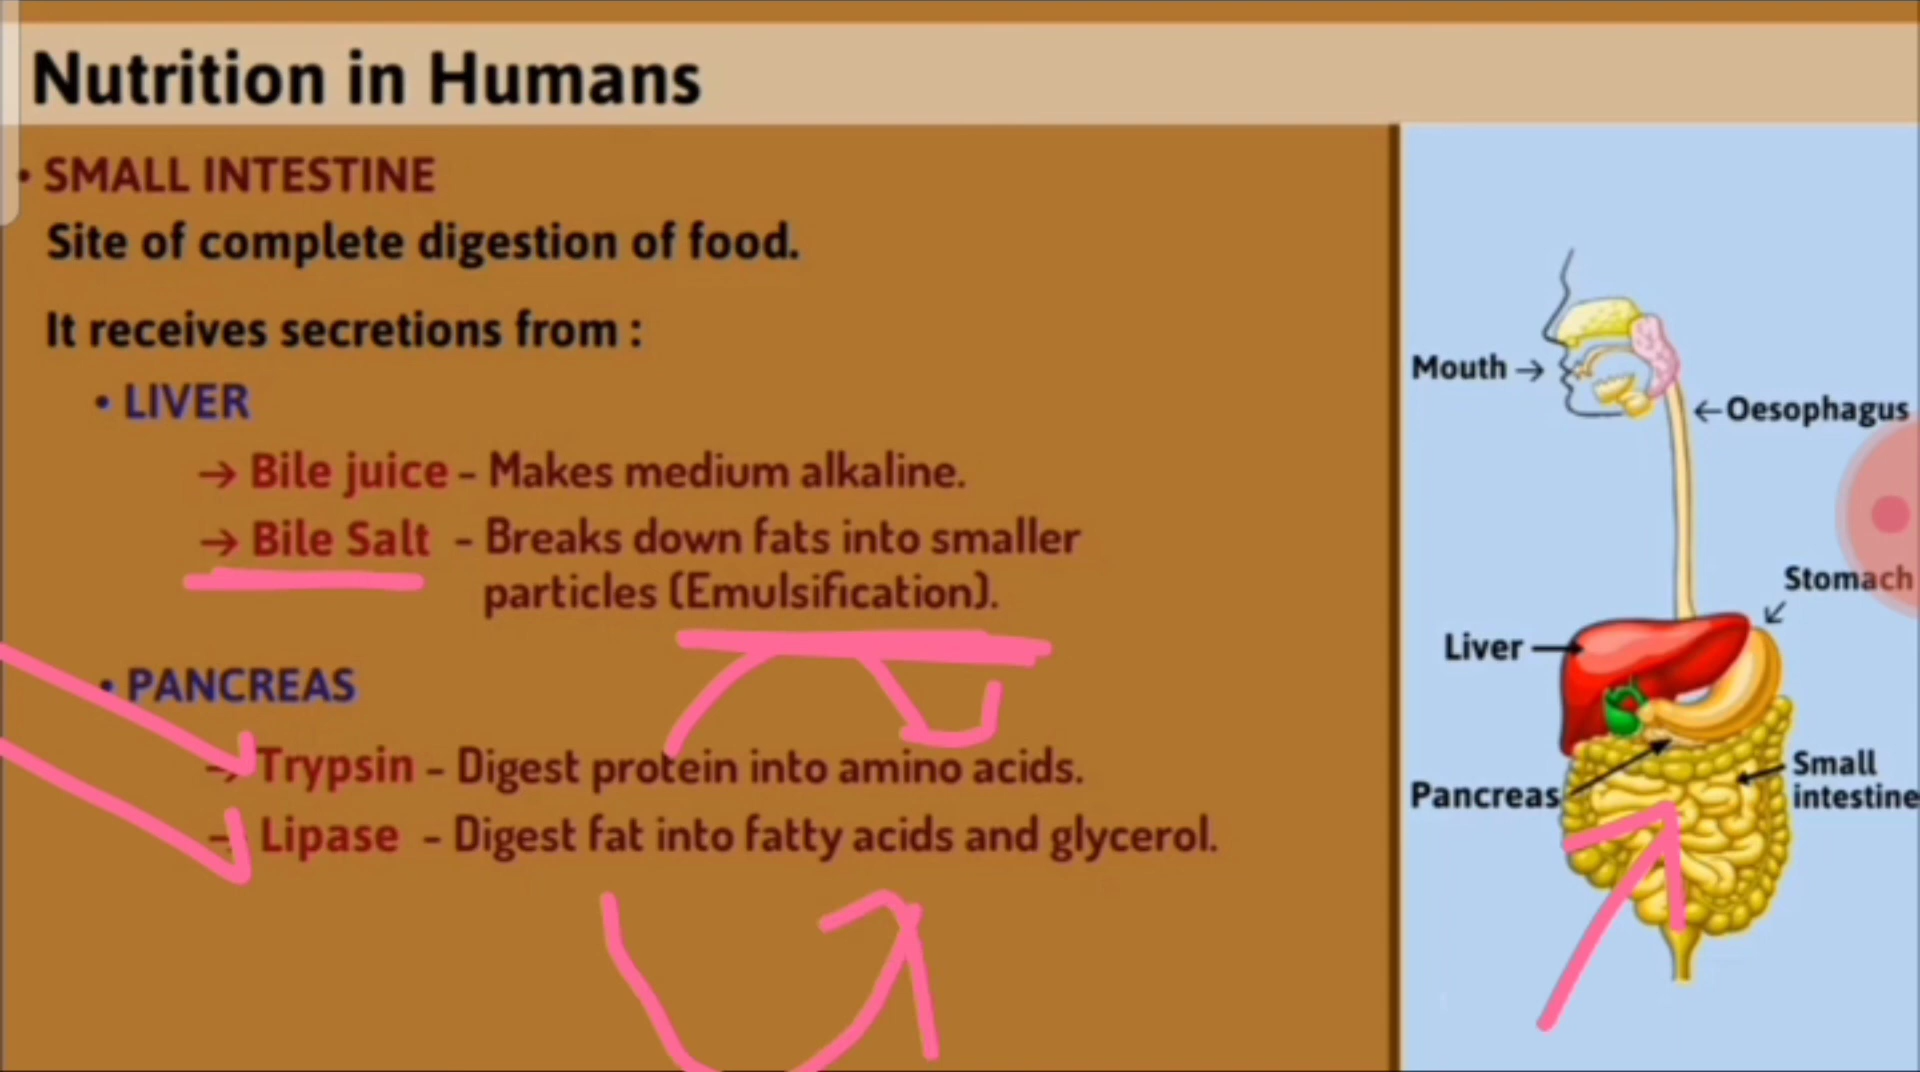 Nutrition in Humans
• SMALL INTESTINE
Site of complete digestion of food.
It receives secretions from :
• LIVER
→ Bile juice - Makes medium alkaline.
→ Bile Salt - Breaks down fats into smaller
particles (Emulsification).
• PANCREAS
→ Trypsin - Digest protein into amino acids.
→ Lipase - Digest fat into fatty acids and glycerol.
Mouth →
← Oesophagus
Stomach
Liver →
Pancreas
Small
intestine